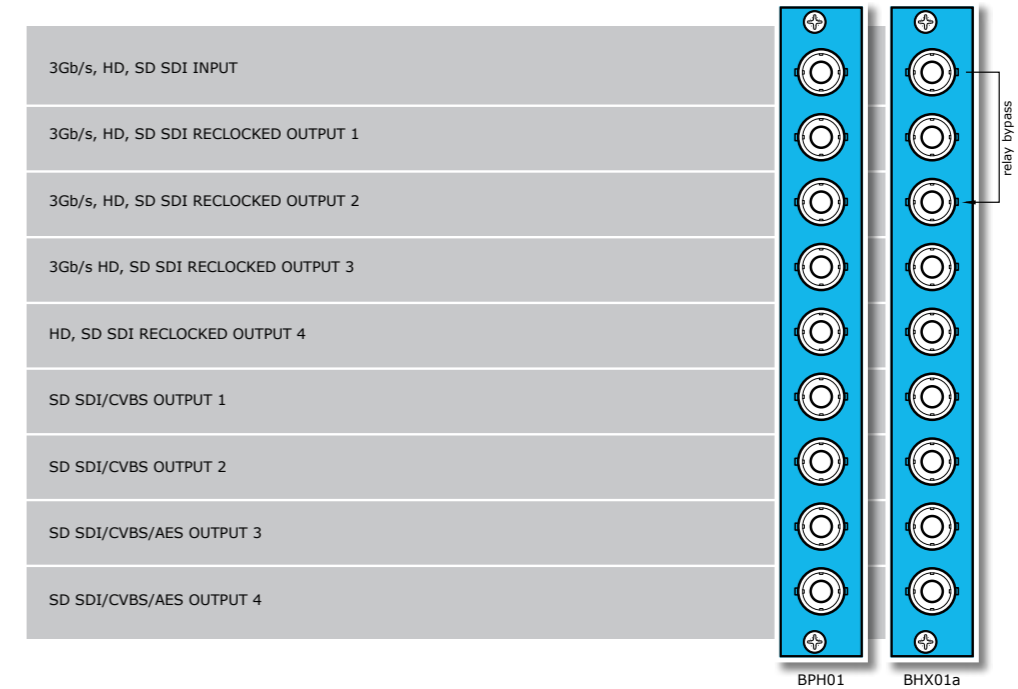 3Gb/s, HD, SD SDI INPUT
3Gb/s, HD, SD SDI RECLOCKED OUTPUT 1
3Gb/s, HD, SD SDI RECLOCKED OUTPUT 2
3Gb/s HD, SD SDI RECLOCKED OUTPUT 3
HD, SD SDI RECLOCKED OUTPUT 4
SD SDI/CVBS OUTPUT 1
SD SDI/CVBS OUTPUT 2
SD SDI/CVBS/AES OUTPUT 3
SD SDI/CVBS/AES OUTPUT 4
relay bypass
BPH01
BHX01a